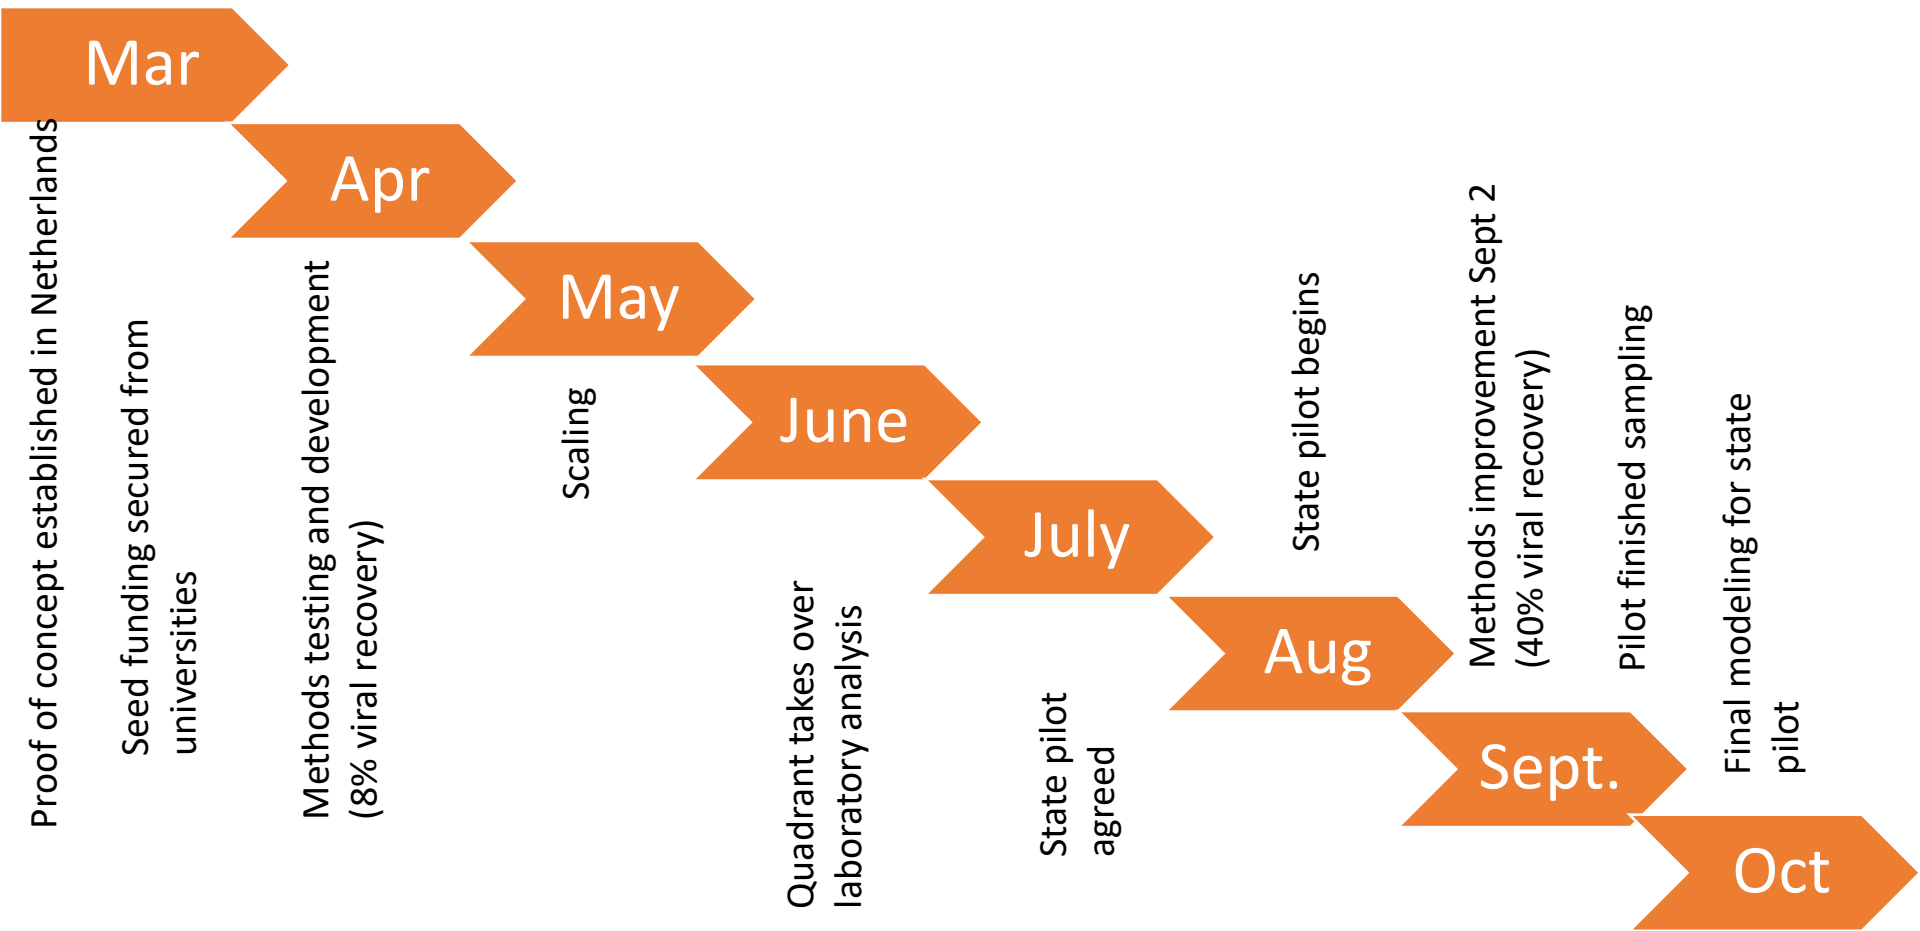 Mar
Proof of concept established in Netherlands
Seed funding secured from
universities
Apr
Methods testing and development
(8% viral recovery)
May
Scaling
June
Quadrant takes over
laboratory analysis
July
State pilot
agreed
Aug
State pilot begins
Sept.
Methods improvement Sept 2
(40% viral recovery)
Pilot finished sampling
Oct
Final modeling for state
pilot